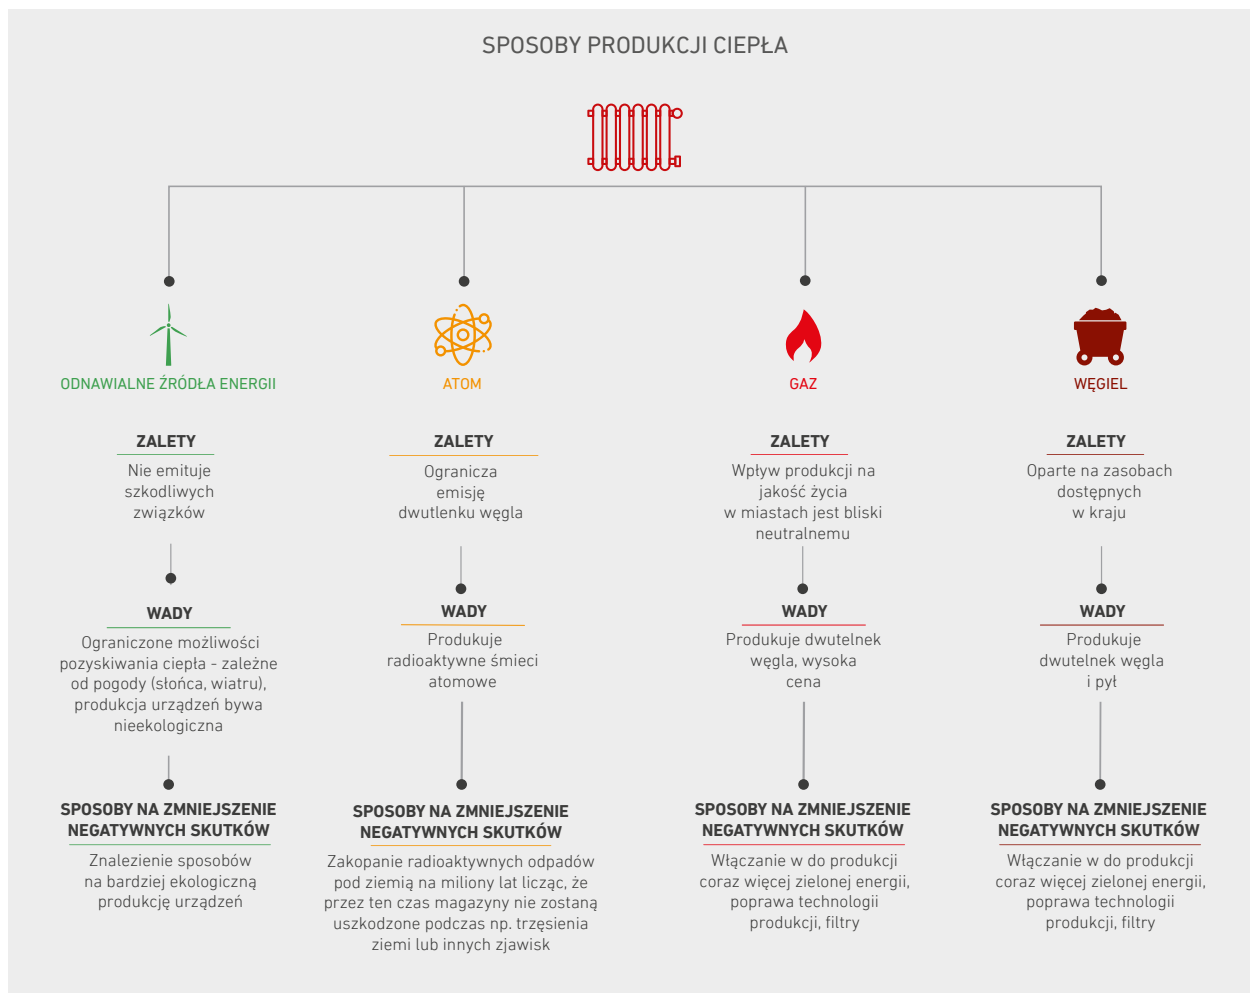 SPOSOBY PRODUKCJI CIEPŁA
ODNAWIALNE ŹRÓDŁA ENERGII
ZALETY
Nie emituje
szkodliwych
związków
WADY
Ograniczone możliwości
pozyskiwania ciepła - zależne
od pogody (słońca, wiatru),
produkcja urządzeń bywa
nieekologiczna
SPOSOBY NA ZMNIEJSZENIE
NEGATYWNYCH SKUTKÓW
Znalezienie sposobów
na bardziej ekologiczną
produkcję urządzeń
ATOM
ZALETY
Ogranicza
emisję
dwutlenku węgla
WADY
Produkuje
radioaktywne śmieci
atomowe
SPOSOBY NA ZMNIEJSZENIE
NEGATYWNYCH SKUTKÓW
Zakopanie radioaktywnych odpadów
pod ziemią na miliony lat licząc, że
przez ten czas magazyny nie zostaną
uszkodzone podczas np. trzęsienia
ziemi lub innych zjawisk
GAZ
ZALETY
Wpływ produkcji na
jakość życia
w miastach jest bliski
neutralnemu
WADY
Produkuje dwutelnek
węgla, wysoka
cena
SPOSOBY NA ZMNIEJSZENIE
NEGATYWNYCH SKUTKÓW
Włączanie w do produkcji
coraz więcej zielonej energii,
poprawa technologii
produkcji, filtry
WĘGIEL
ZALETY
Oparte na zasobach
dostępnych
w kraju
WADY
Produkuje
dwutelnek węgla
i pył
SPOSOBY NA ZMNIEJSZENIE
NEGATYWNYCH SKUTKÓW
Włączanie w do produkcji
coraz więcej zielonej energii,
poprawa technologii
produkcji, filtry